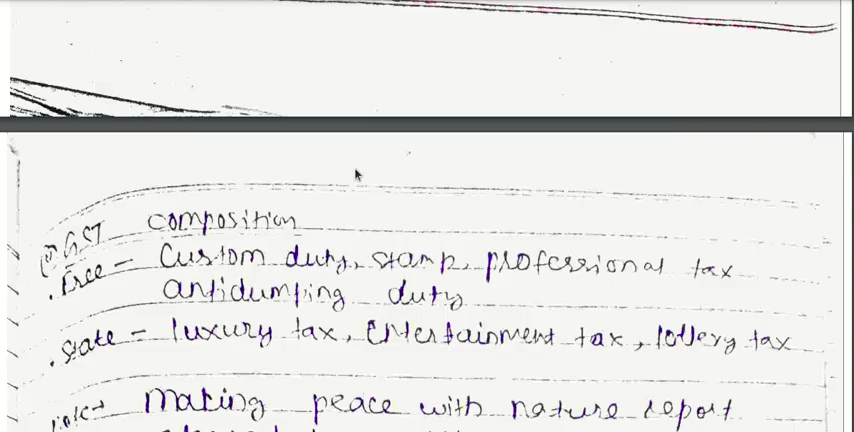 GST composition
. Free - Custom duty, stamp, professional tax
antidumping duty
. State - luxury tax, Entertainment tax, lottery tax
Making peace with nature report